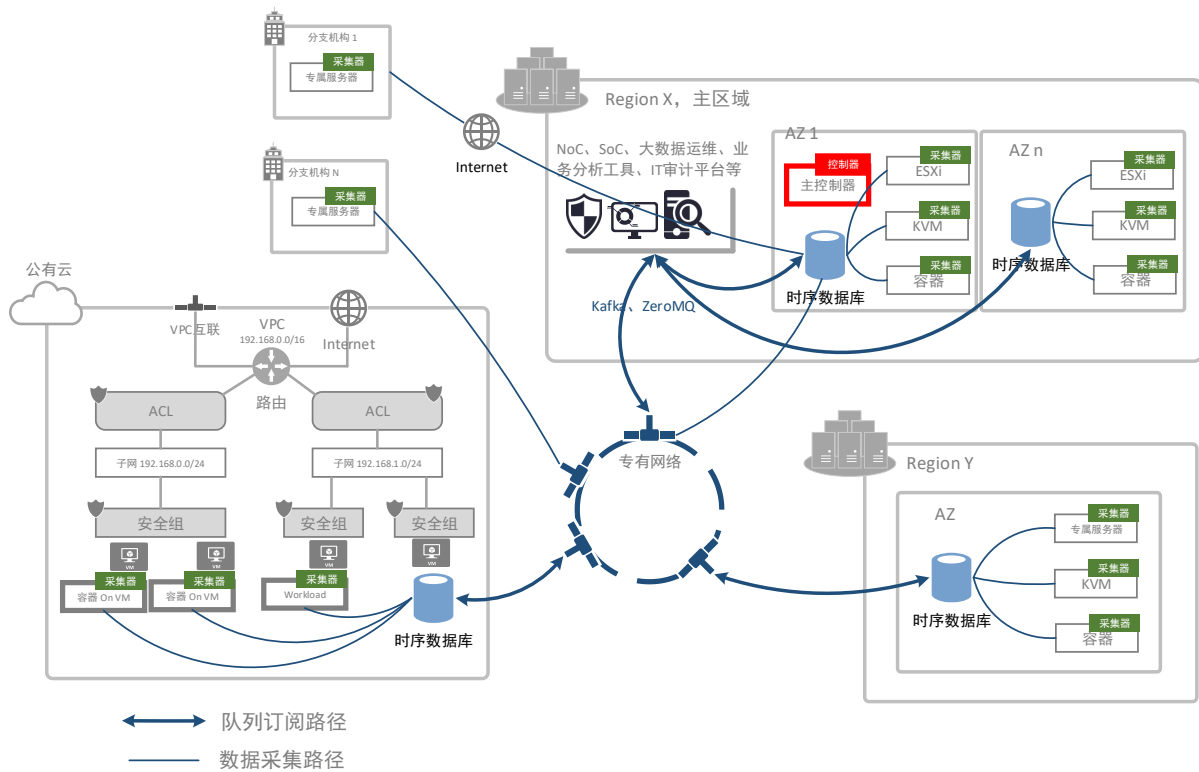 分支机构 1
采集器
专属服务器
分支机构 N
采集器
专属服务器
Internet
Region X，主区域
NoC、SoC、大数据运维、业
务分析工具、IT审计平台等
Kafka、ZeroMQ
AZ 1
控制器
主控制器
采集器
ESXi
采集器
KVM
采集器
容器
时序数据库
AZ n
采集器
ESXi
采集器
KVM
采集器
容器
时序数据库
公有云
VPC 互联
VPC
192.168.0.0/16
Internet
路由
ACL
ACL
子网 192.168.0.0/24
子网 192.168.1.0/24
安全组
安全组
安全组
VM
VM
VM
VM
采集器
容器 On VM
采集器
容器 On VM
采集器
Workload
时序数据库
专有网络
Region Y
AZ
采集器
专属服务器
采集器
KVM
采集器
容器
时序数据库
队列订阅路径
数据采集路径